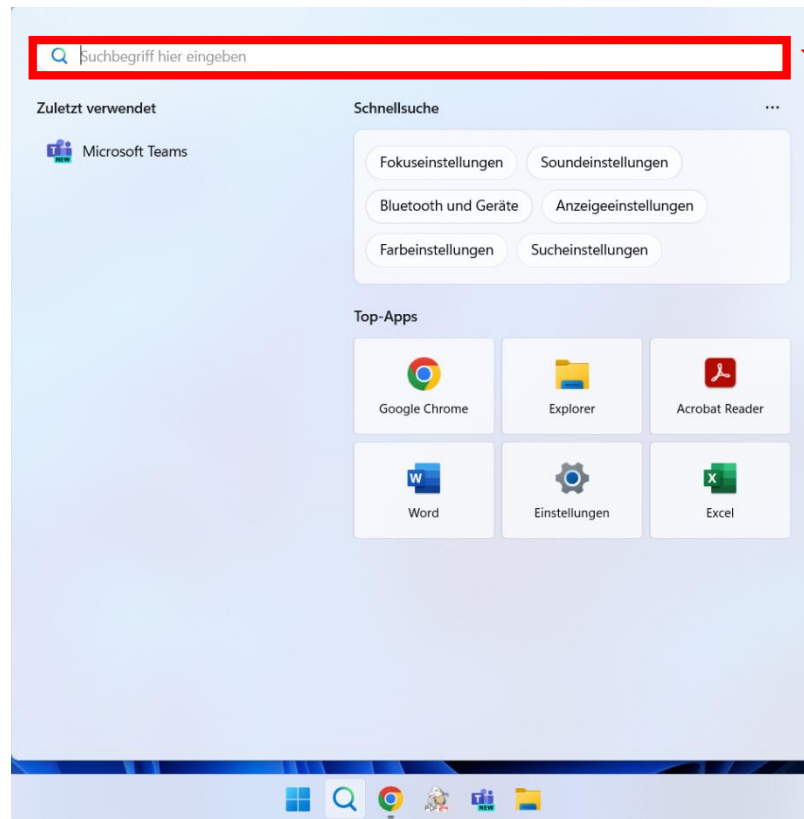 Suchbegriff hier eingeben
Zuletzt verwendet
Microsoft Teams
Schnellsuche
...
Fokuseinstellungen
Soundeinstellungen
Bluetooth und Geräte
Anzeigeeinstellungen
Farbeinstellungen
Sucheinstellungen
Top-Apps
Google Chrome
Explorer
Acrobat Reader
Word
Einstellungen
Excel